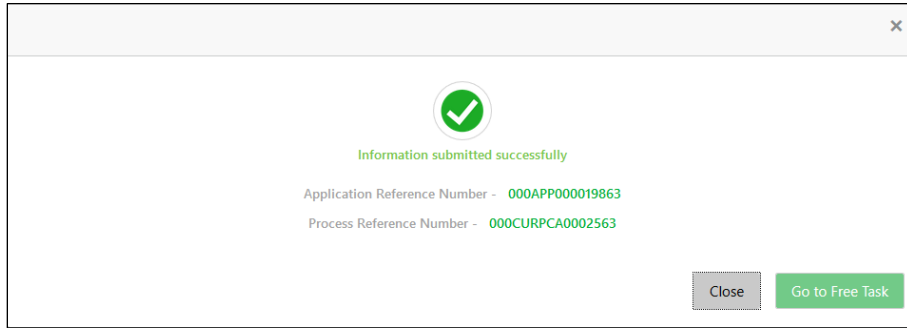 ×
Information submitted successfully
Application Reference Number - 000APP000019863
Process Reference Number - 000CURPCA0002563
Close Go to Free Task